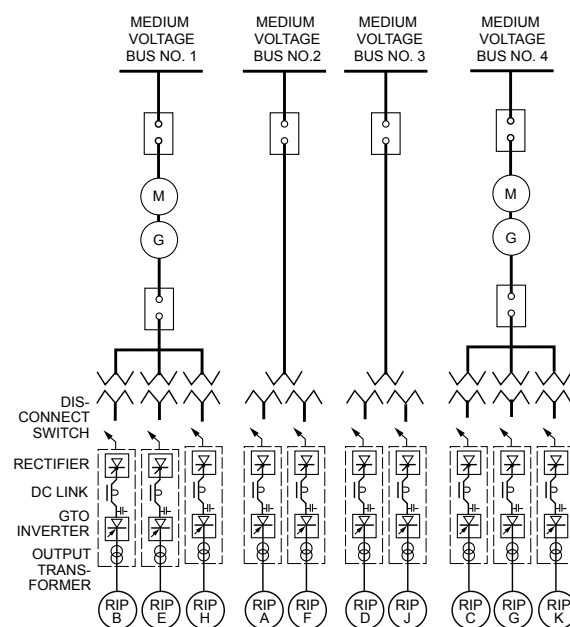 MEDIUM
VOLTAGE
BUS NO. 1
MEDIUM
VOLTAGE
BUS NO.2
MEDIUM
VOLTAGE
BUS NO. 3
MEDIUM
VOLTAGE
BUS NO. 4
M
G
M
G
DIS-
CONNECT
SWITCH
RECTIFIER
DC LINK
GTO
INVERTER
OUTPUT
TRANS-
FORMER
RIP
B
RIP
E
RIP
H
RIP
A
RIP
F
RIP
D
RIP
J
RIP
C
RIP
G
RIP
K